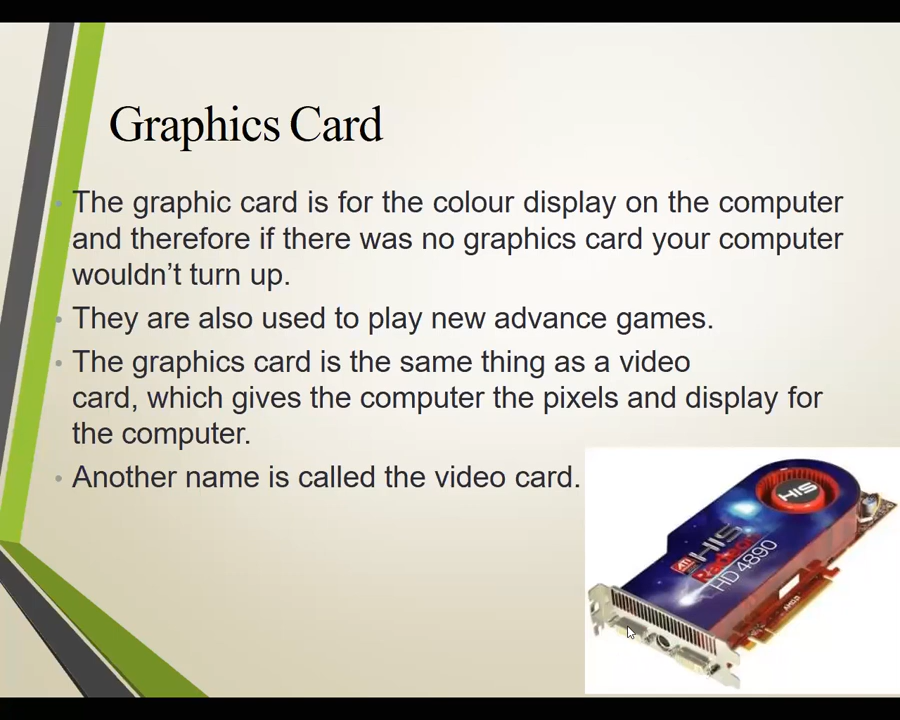 Graphics Card
The graphic card is for the colour display on the computer
and therefore if there was no graphics card your computer
wouldn’t turn up.
They are also used to play new advance games.
The graphics card is the same thing as a video
card, which gives the computer the pixels and display for
the computer.
Another name is called the video card.
HIS
HIS
ATI
Radeon
HD 4890
AMD